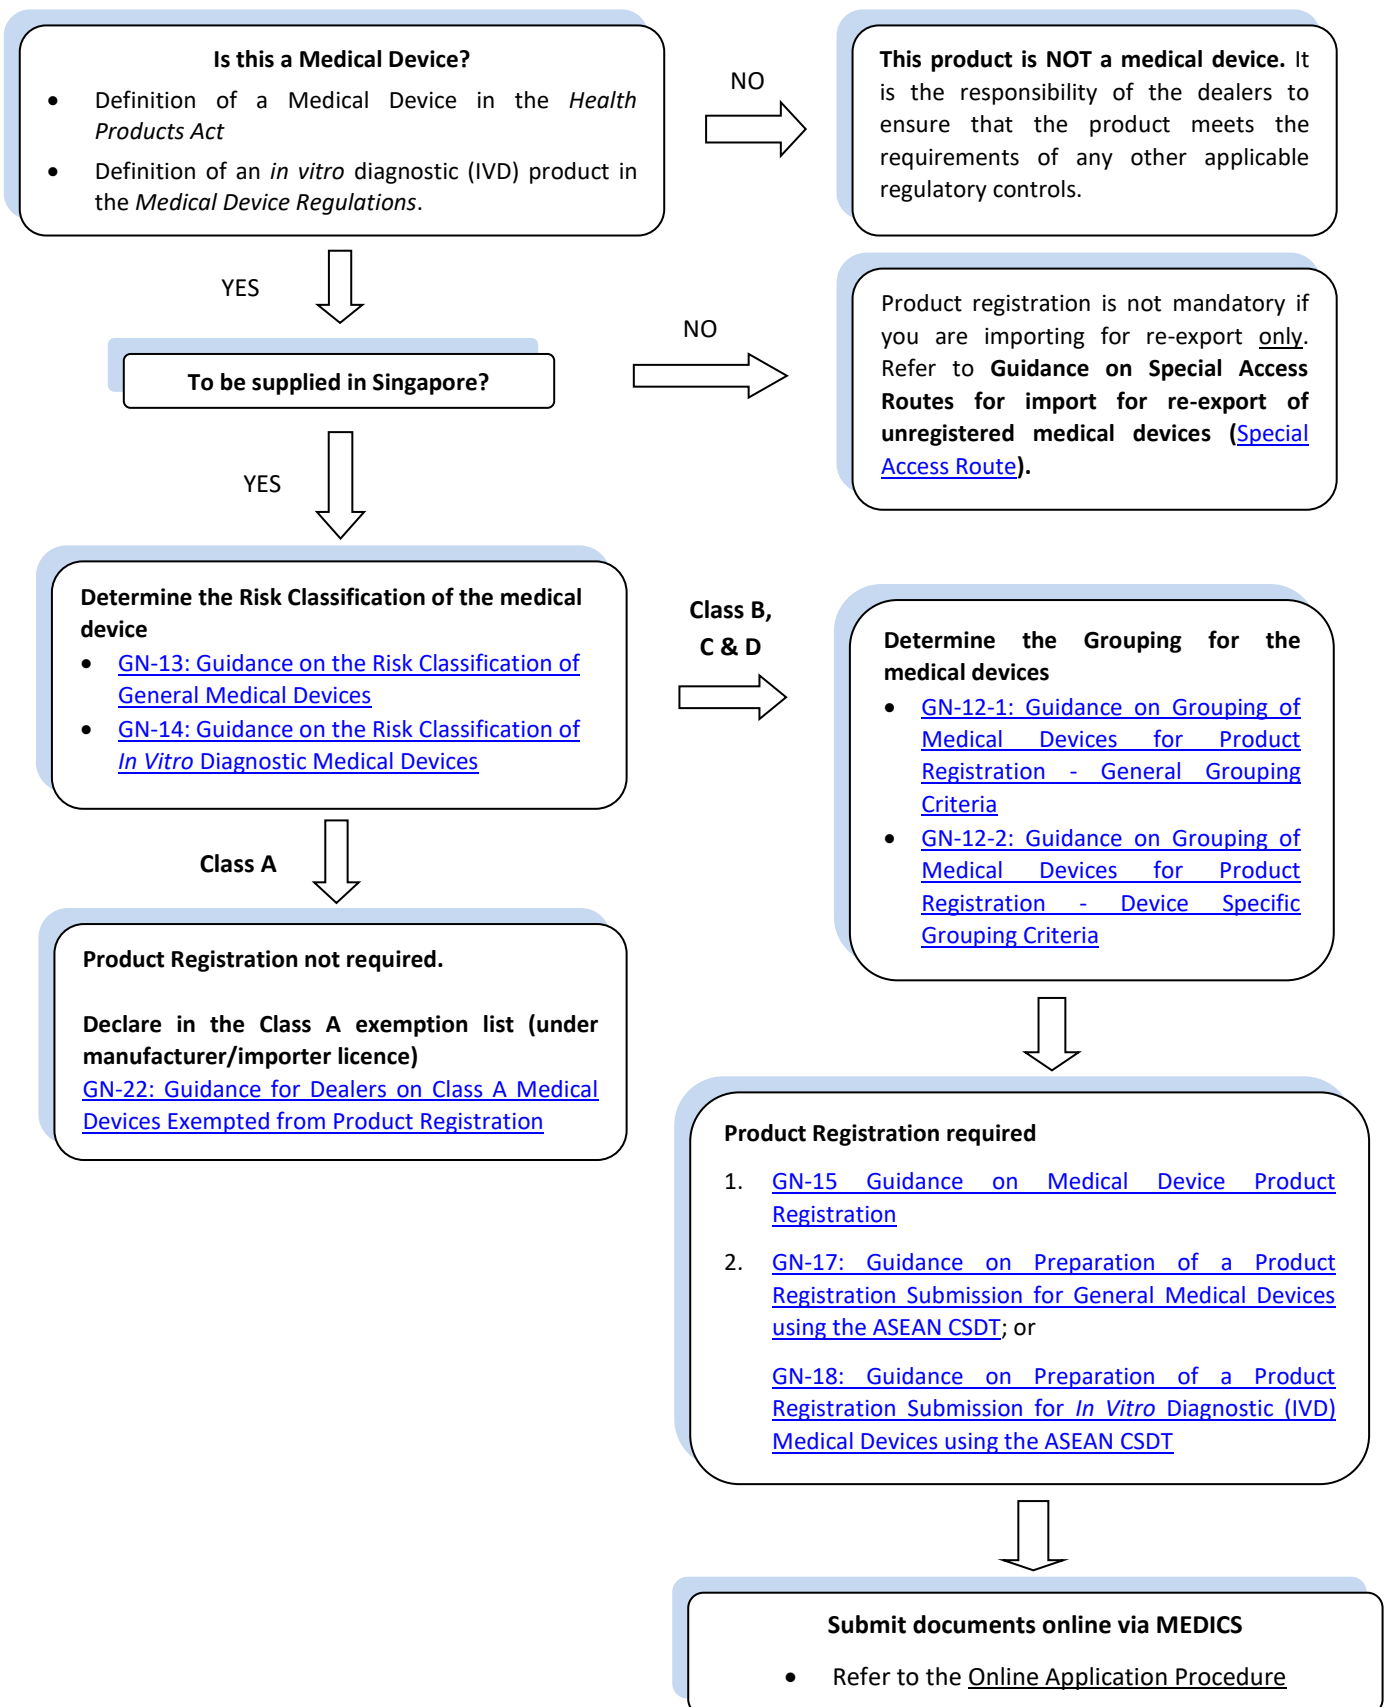 Is this a Medical Device?
• Definition of a Medical Device in the Health
Products Act
• Definition of an in vitro diagnostic (IVD) product in
the Medical Device Regulations.
NO
This product is NOT a medical device. It
is the responsibility of the dealers to
ensure that the product meets the
requirements of any other applicable
regulatory controls.
YES
To be supplied in Singapore?
NO
Product registration is not mandatory if
you are importing for re-export only.
Refer to Guidance on Special Access
Routes for import for re-export of
unregistered medical devices (Special
Access Route).
YES
Determine the Risk Classification of the medical
device
• GN-13: Guidance on the Risk Classification of
General Medical Devices
• GN-14: Guidance on the Risk Classification of
In Vitro Diagnostic Medical Devices
Class B,
C & D
Determine the Grouping for the
medical devices
• GN-12-1: Guidance on Grouping of
Medical Devices for Product
Registration - General Grouping
Criteria
• GN-12-2: Guidance on Grouping of
Medical Devices for Product
Registration - Device Specific
Grouping Criteria
Class A
Product Registration not required.
Declare in the Class A exemption list (under
manufacturer/importer licence)
GN-22: Guidance for Dealers on Class A Medical
Devices Exempted from Product Registration
Product Registration required
1. GN-15 Guidance on Medical Device Product
Registration
2. GN-17: Guidance on Preparation of a Product
Registration Submission for General Medical Devices
using the ASEAN CSDT; or
GN-18: Guidance on Preparation of a Product
Registration Submission for In Vitro Diagnostic (IVD)
Medical Devices using the ASEAN CSDT
Submit documents online via MEDICS
• Refer to the Online Application Procedure